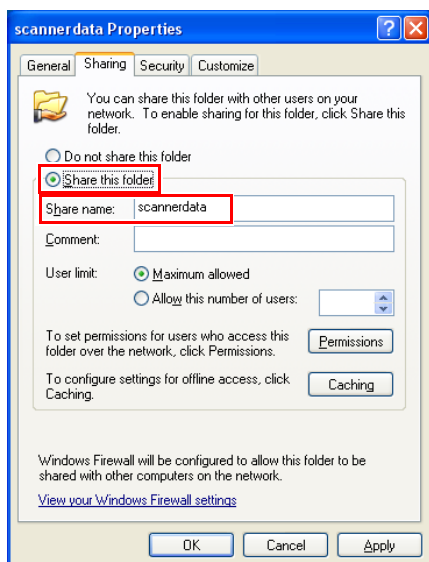 scannerdata Properties
General Sharing Security Customize
You can share this folder with other users on your
network. To enable sharing for this folder, click Share this
folder.
Do not share this folder
Share this folder
Share name: scannerdata
Comment:
User limit: Maximum allowed
Allow this number of users:
To set permissions for users who access this
folder over the network, click Permissions.
Permissions
To configure settings for offline access, click
Caching.
Caching
Windows Firewall will be configured to allow this folder to be
shared with other computers on the network.
View your Windows Firewall settings
OK Cancel Apply